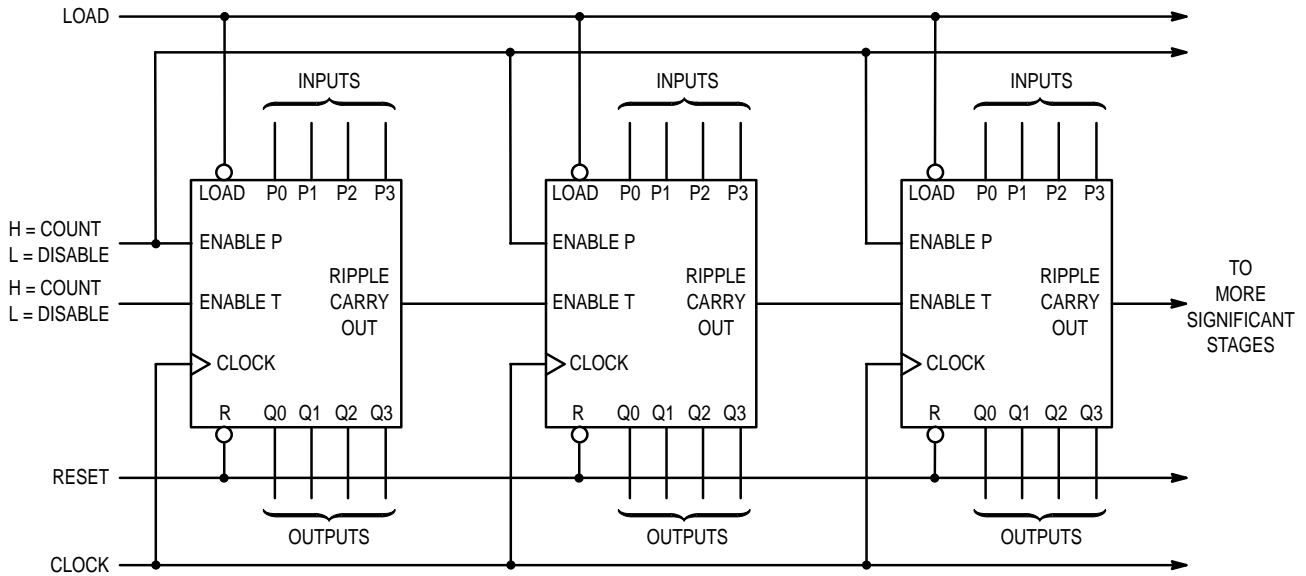 LOAD
INPUTS
INPUTS
INPUTS
LOAD P0 P1 P2 P3
LOAD P0 P1 P2 P3
LOAD P0 P1 P2 P3
H = COUNT
L = DISABLE
ENABLE P
ENABLE P
ENABLE P
H = COUNT
L = DISABLE
ENABLE T
RIPPLE
CARRY
OUT
ENABLE T
RIPPLE
CARRY
OUT
ENABLE T
RIPPLE
CARRY
OUT
TO
MORE
SIGNIFICANT
STAGES
CLOCK
CLOCK
CLOCK
R Q0 Q1 Q2 Q3
R Q0 Q1 Q2 Q3
R Q0 Q1 Q2 Q3
RESET
OUTPUTS
OUTPUTS
OUTPUTS
CLOCK